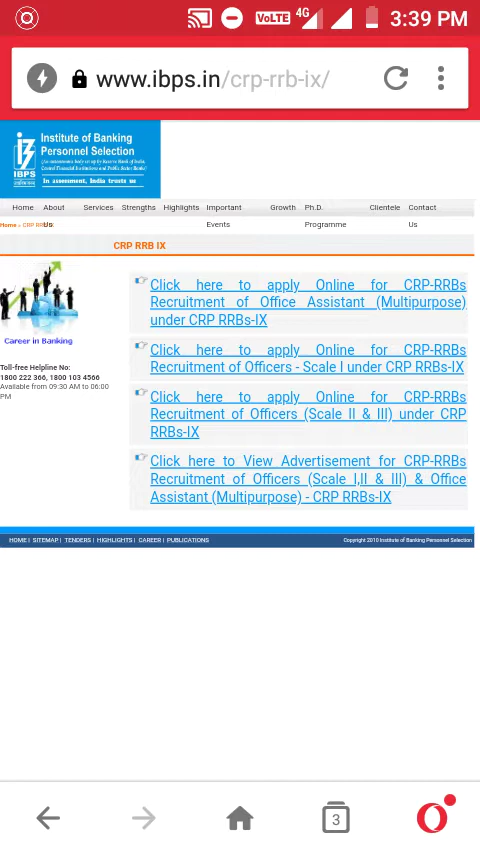 VoLTE 4G 3:39 PM
www.ibps.in/crp-rrb-ix/
Institute of Banking
Personnel Selection
IBPS
In assessment, India trusts us
Home About Us Services Strengths Highlights Important Events Growth Ph.D. Programme Clientele Contact Us
Home » CRP RRB IX
CRP RRB IX
Click here to apply Online for CRP-RRBs
Recruitment of Office Assistant (Multipurpose)
under CRP RRBs-IX
Click here to apply Online for CRP-RRBs
Recruitment of Officers - Scale I under CRP RRBs-IX
Click here to apply Online for CRP-RRBs
Recruitment of Officers (Scale II & III) under CRP
RRBs-IX
Click here to View Advertisement for CRP-RRBs
Recruitment of Officers (Scale I,II & III) & Office
Assistant (Multipurpose) - CRP RRBs-IX
Career in Banking
Toll-free Helpline No:
1800 222 366, 1800 103 4566
Available from 09:30 AM to 06:00
PM
HOME | SITEMAP | TENDERS | HIGHLIGHTS | CAREER | PUBLICATIONS
Copyright 2010 Institute of Banking Personnel Selection
3